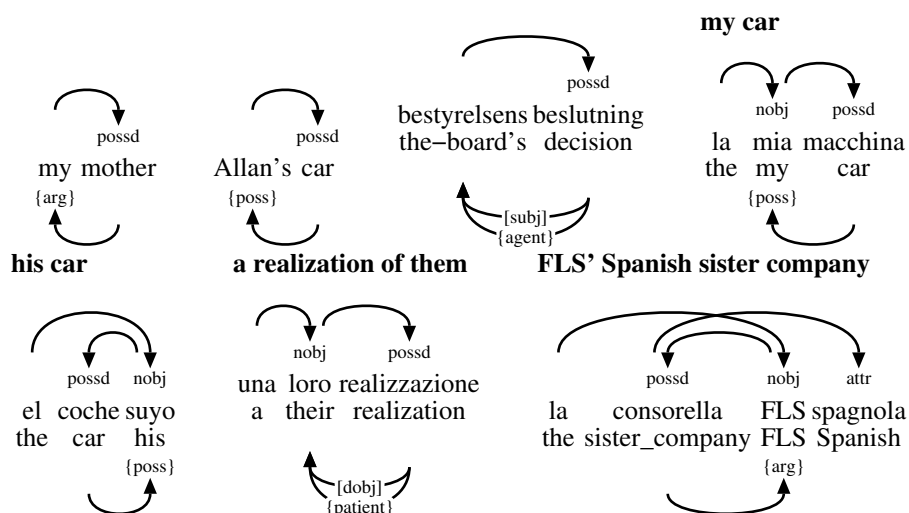 my car
possd
bestyrelsens beslutning
the–board's decision
[subj]
{agent}
possd
my mother
{arg}
possd
Allan's car
{poss}
nobj possd
la mia macchina
the my car
{poss}
his car
a realization of them
FLS' Spanish sister company
possd nobj
el coche suyo
the car his
{poss}
nobj possd
una loro realizzazione
a their realization
[dobj]
{patient}
possd nobj attr
la consorella FLS spagnola
the sister_company FLS Spanish
{arg}